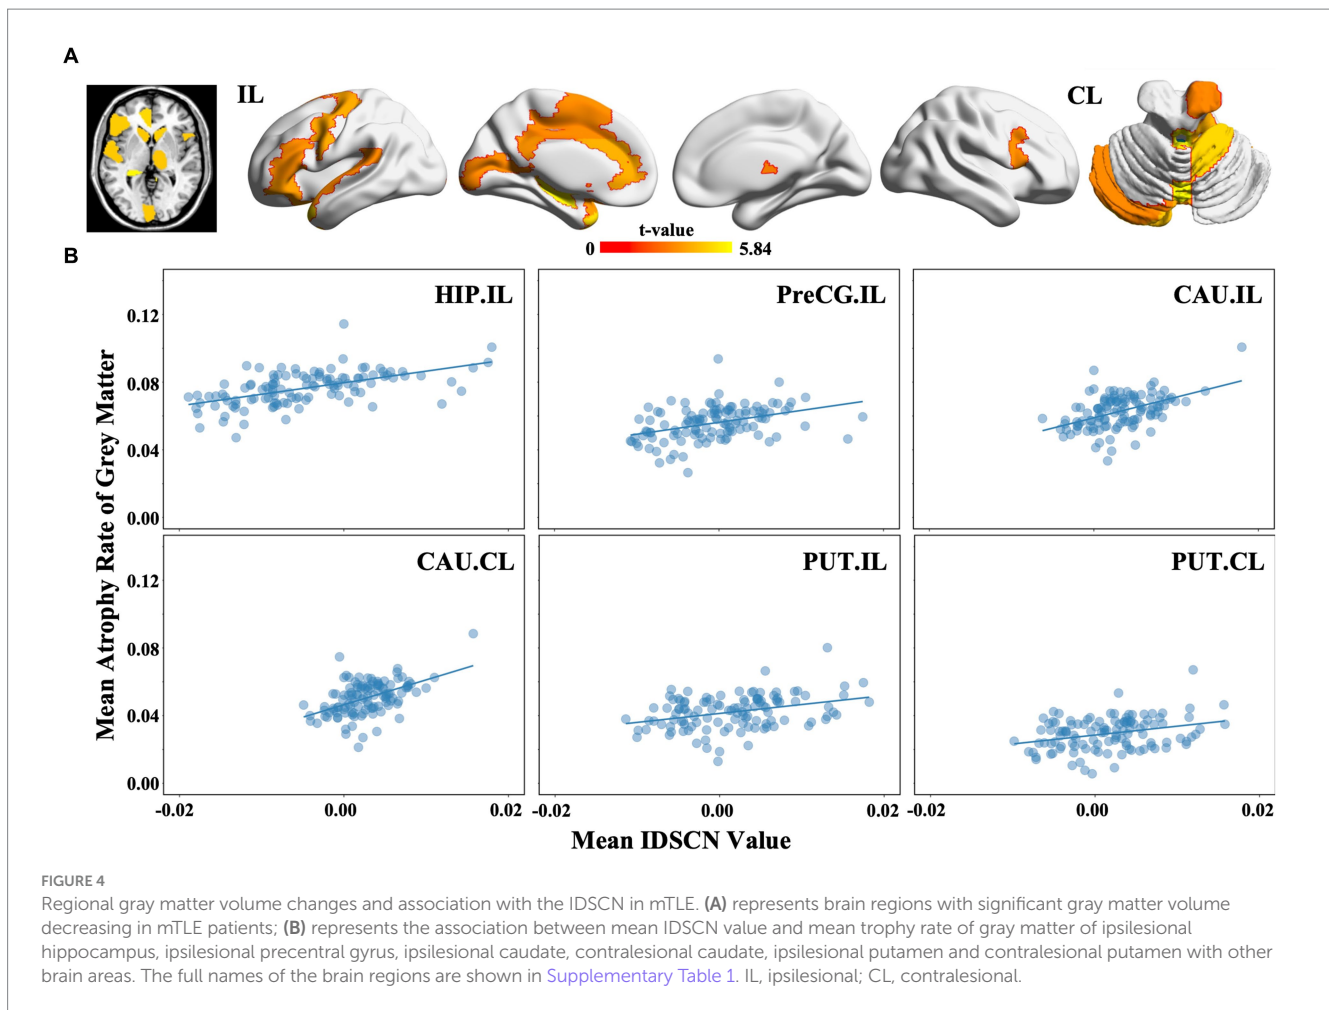 A
IL
CL
t-value
0
5.84
B
HIP.IL
PreCG.IL
CAU.IL
0.12
0.08
0.04
0.00
Mean Atrophy Rate of Grey Matter
CAU.CL
PUT.IL
PUT.CL
0.12
0.08
0.04
0.00
-0.02
0.00
0.02
-0.02
0.00
0.02
-0.02
0.00
0.02
Mean IDSCN Value
FIGURE 4
Regional gray matter volume changes and association with the IDSCN in mTLE. (A) represents brain regions with significant gray matter volume
decreasing in mTLE patients; (B) represents the association between mean IDSCN value and mean trophy rate of gray matter of ipsilesional
hippocampus, ipsilesional precentral gyrus, ipsilesional caudate, contralesional caudate, ipsilesional putamen and contralesional putamen with other
brain areas. The full names of the brain regions are shown in Supplementary Table 1. IL, ipsilesional; CL, contralesional.